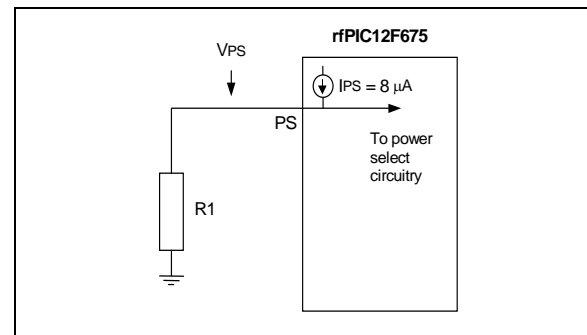 rfPIC12F675
VPS
IPS = 8 μA
PS
To power
select
circuitry
R1